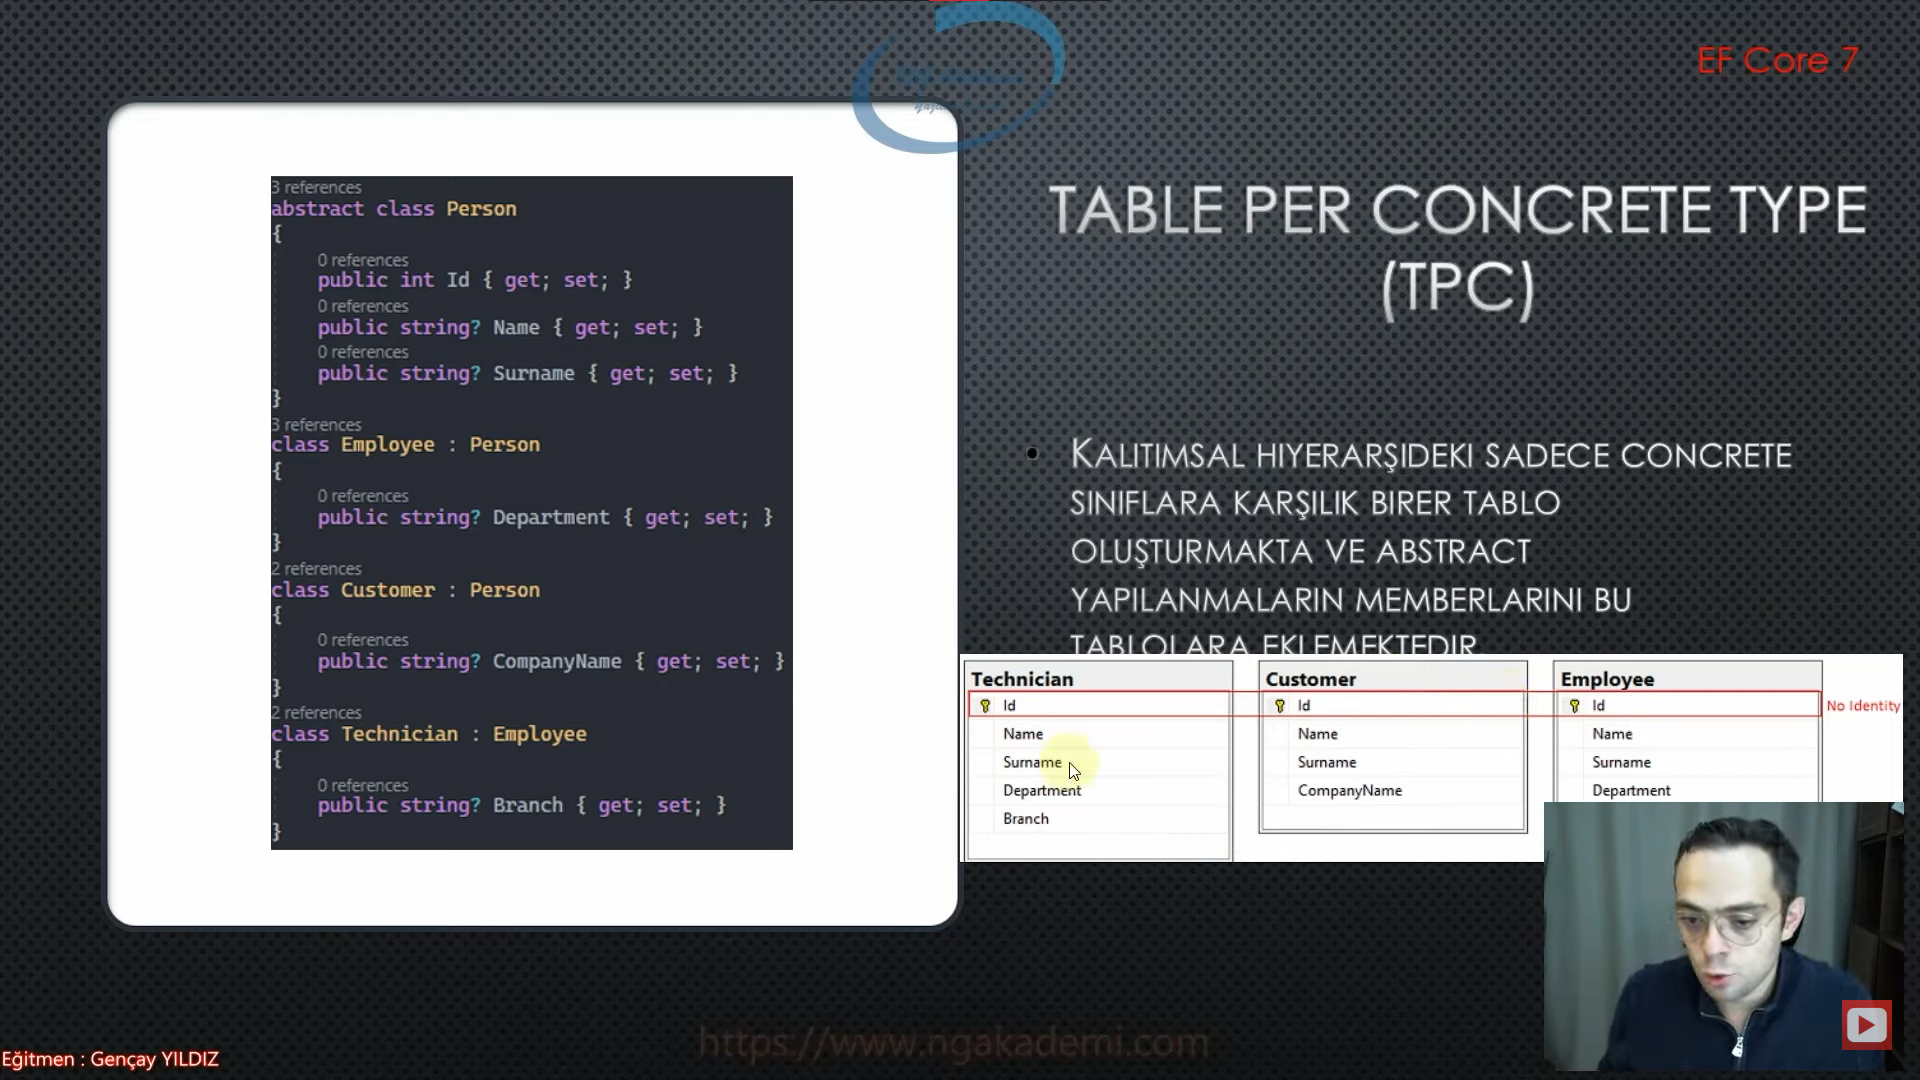 EF Core 7
3 references
abstract class Person
{
0 references
public int Id { get; set; }
0 references
public string? Name { get; set; }
0 references
public string? Surname { get; set; }
}
3 references
class Employee : Person
{
0 references
public string? Department { get; set; }
}
2 references
class Customer : Person
{
0 references
public string? CompanyName { get; set; }
}
2 references
class Technician : Employee
{
0 references
public string? Branch { get; set; }
}
TABLE PER CONCRETE TYPE
(TPC)
• KALITIMSAL HIYERARŞIDEKI SADECE CONCRETE
SINIFLARA KARŞILIK BIRER TABLO
OLUŞTURMAKTA VE ABSTRACT
YAPILANMALARIN MEMBERLARINI BU
TABLOLARA EKLEMEKTEDIR
Technician
Id
Name
Surname
Department
Branch
Customer
Id
Name
Surname
CompanyName
Employee
Id
Name
Surname
Department
No Identity
https://www.ngakademi.com
Eğitmen : Gençay YILDIZ